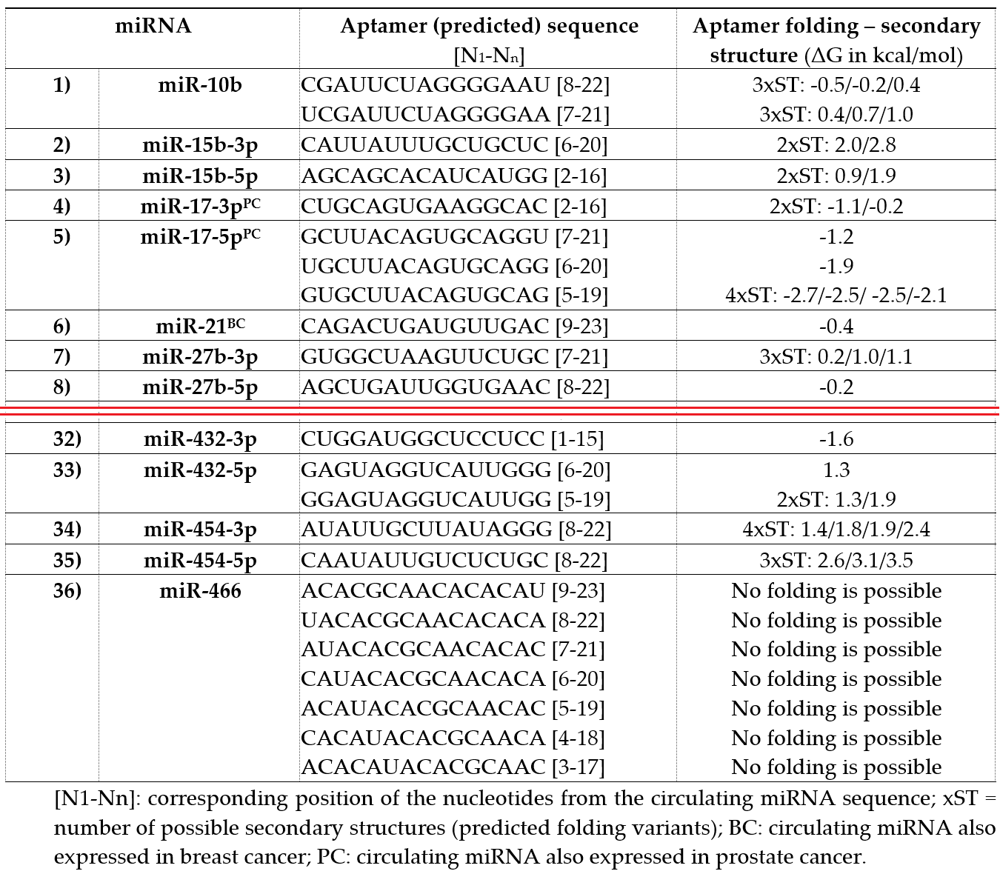 miRNA Aptamer (predicted) sequence Aptamer folding – secondary
[N₁-Nₙ] structure (ΔG in kcal/mol)
1) miR-10b CGAUUCUAGGGGAAU [8-22] 3xST: -0.5/-0.2/0.4
UCGAUUCUAGGGGAA [7-21] 3xST: 0.4/0.7/1.0
2) miR-15b-3p CAUUAUUUGCUGCUC [6-20] 2xST: 2.0/2.8
3) miR-15b-5p AGCAGCACAUCAUGG [2-16] 2xST: 0.9/1.9
4) miR-17-3pᴾᶜ CUGCAGUGAAGGCAC [2-16] 2xST: -1.1/-0.2
5) miR-17-5pᴾᶜ GCUUACAGUGCAGGU [7-21] -1.2
UGCUUACAGUGCAGG [6-20] -1.9
GUGCUUACAGUGCAG [5-19] 4xST: -2.7/-2.5/ -2.5/-2.1
6) miR-21ᴮᶜ CAGACUGAUGUUGAC [9-23] -0.4
7) miR-27b-3p GUGGCUAAGUUCUGC [7-21] 3xST: 0.2/1.0/1.1
8) miR-27b-5p AGCUGAUUGGUGAAC [8-22] -0.2
32) miR-432-3p CUGGAUGGCUCCUCC [1-15] -1.6
33) miR-432-5p GAGUAGGUCAUUGGG [6-20] 1.3
GGAGUAGGUCAUUGG [5-19] 2xST: 1.3/1.9
34) miR-454-3p AUAUUGCUUAUAGGG [8-22] 4xST: 1.4/1.8/1.9/2.4
35) miR-454-5p CAAUAUUGUCUCUGC [8-22] 3xST: 2.6/3.1/3.5
36) miR-466 ACACGCAACACACAU [9-23] No folding is possible
UACACGCAACACACA [8-22] No folding is possible
AUACACGCAACACAC [7-21] No folding is possible
CAUACACGCAACACA [6-20] No folding is possible
ACAUACACGCAACAC [5-19] No folding is possible
CACAUACACGCAACA [4-18] No folding is possible
ACACAUACACGCAAC [3-17] No folding is possible
[N1-Nn]: corresponding position of the nucleotides from the circulating miRNA sequence; xST =
number of possible secondary structures (predicted folding variants); BC: circulating miRNA also
expressed in breast cancer; PC: circulating miRNA also expressed in prostate cancer.